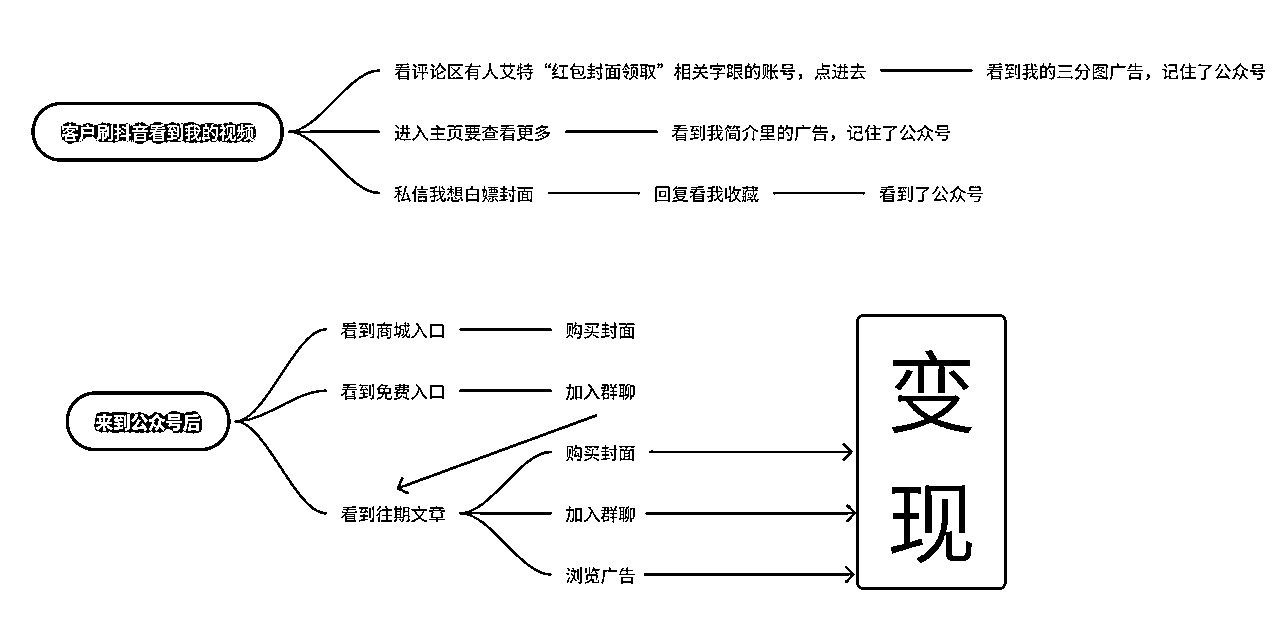 客户刷抖音看到我的视频
看评论区有人艾特“红包封面领取”相关字跟的账号，点进去
看到我的三分图广告，记住了公众号
进入主页要查看更多
看到我简介里的广告，记住了公众号
私信我想白嫖封面
回复看我收藏
看到了公众号
来到公众号后
看到商城入口
购买封面
看到免费入口
加入群聊
看到往期文章
购买封面
加入群聊
浏览广告
变
现